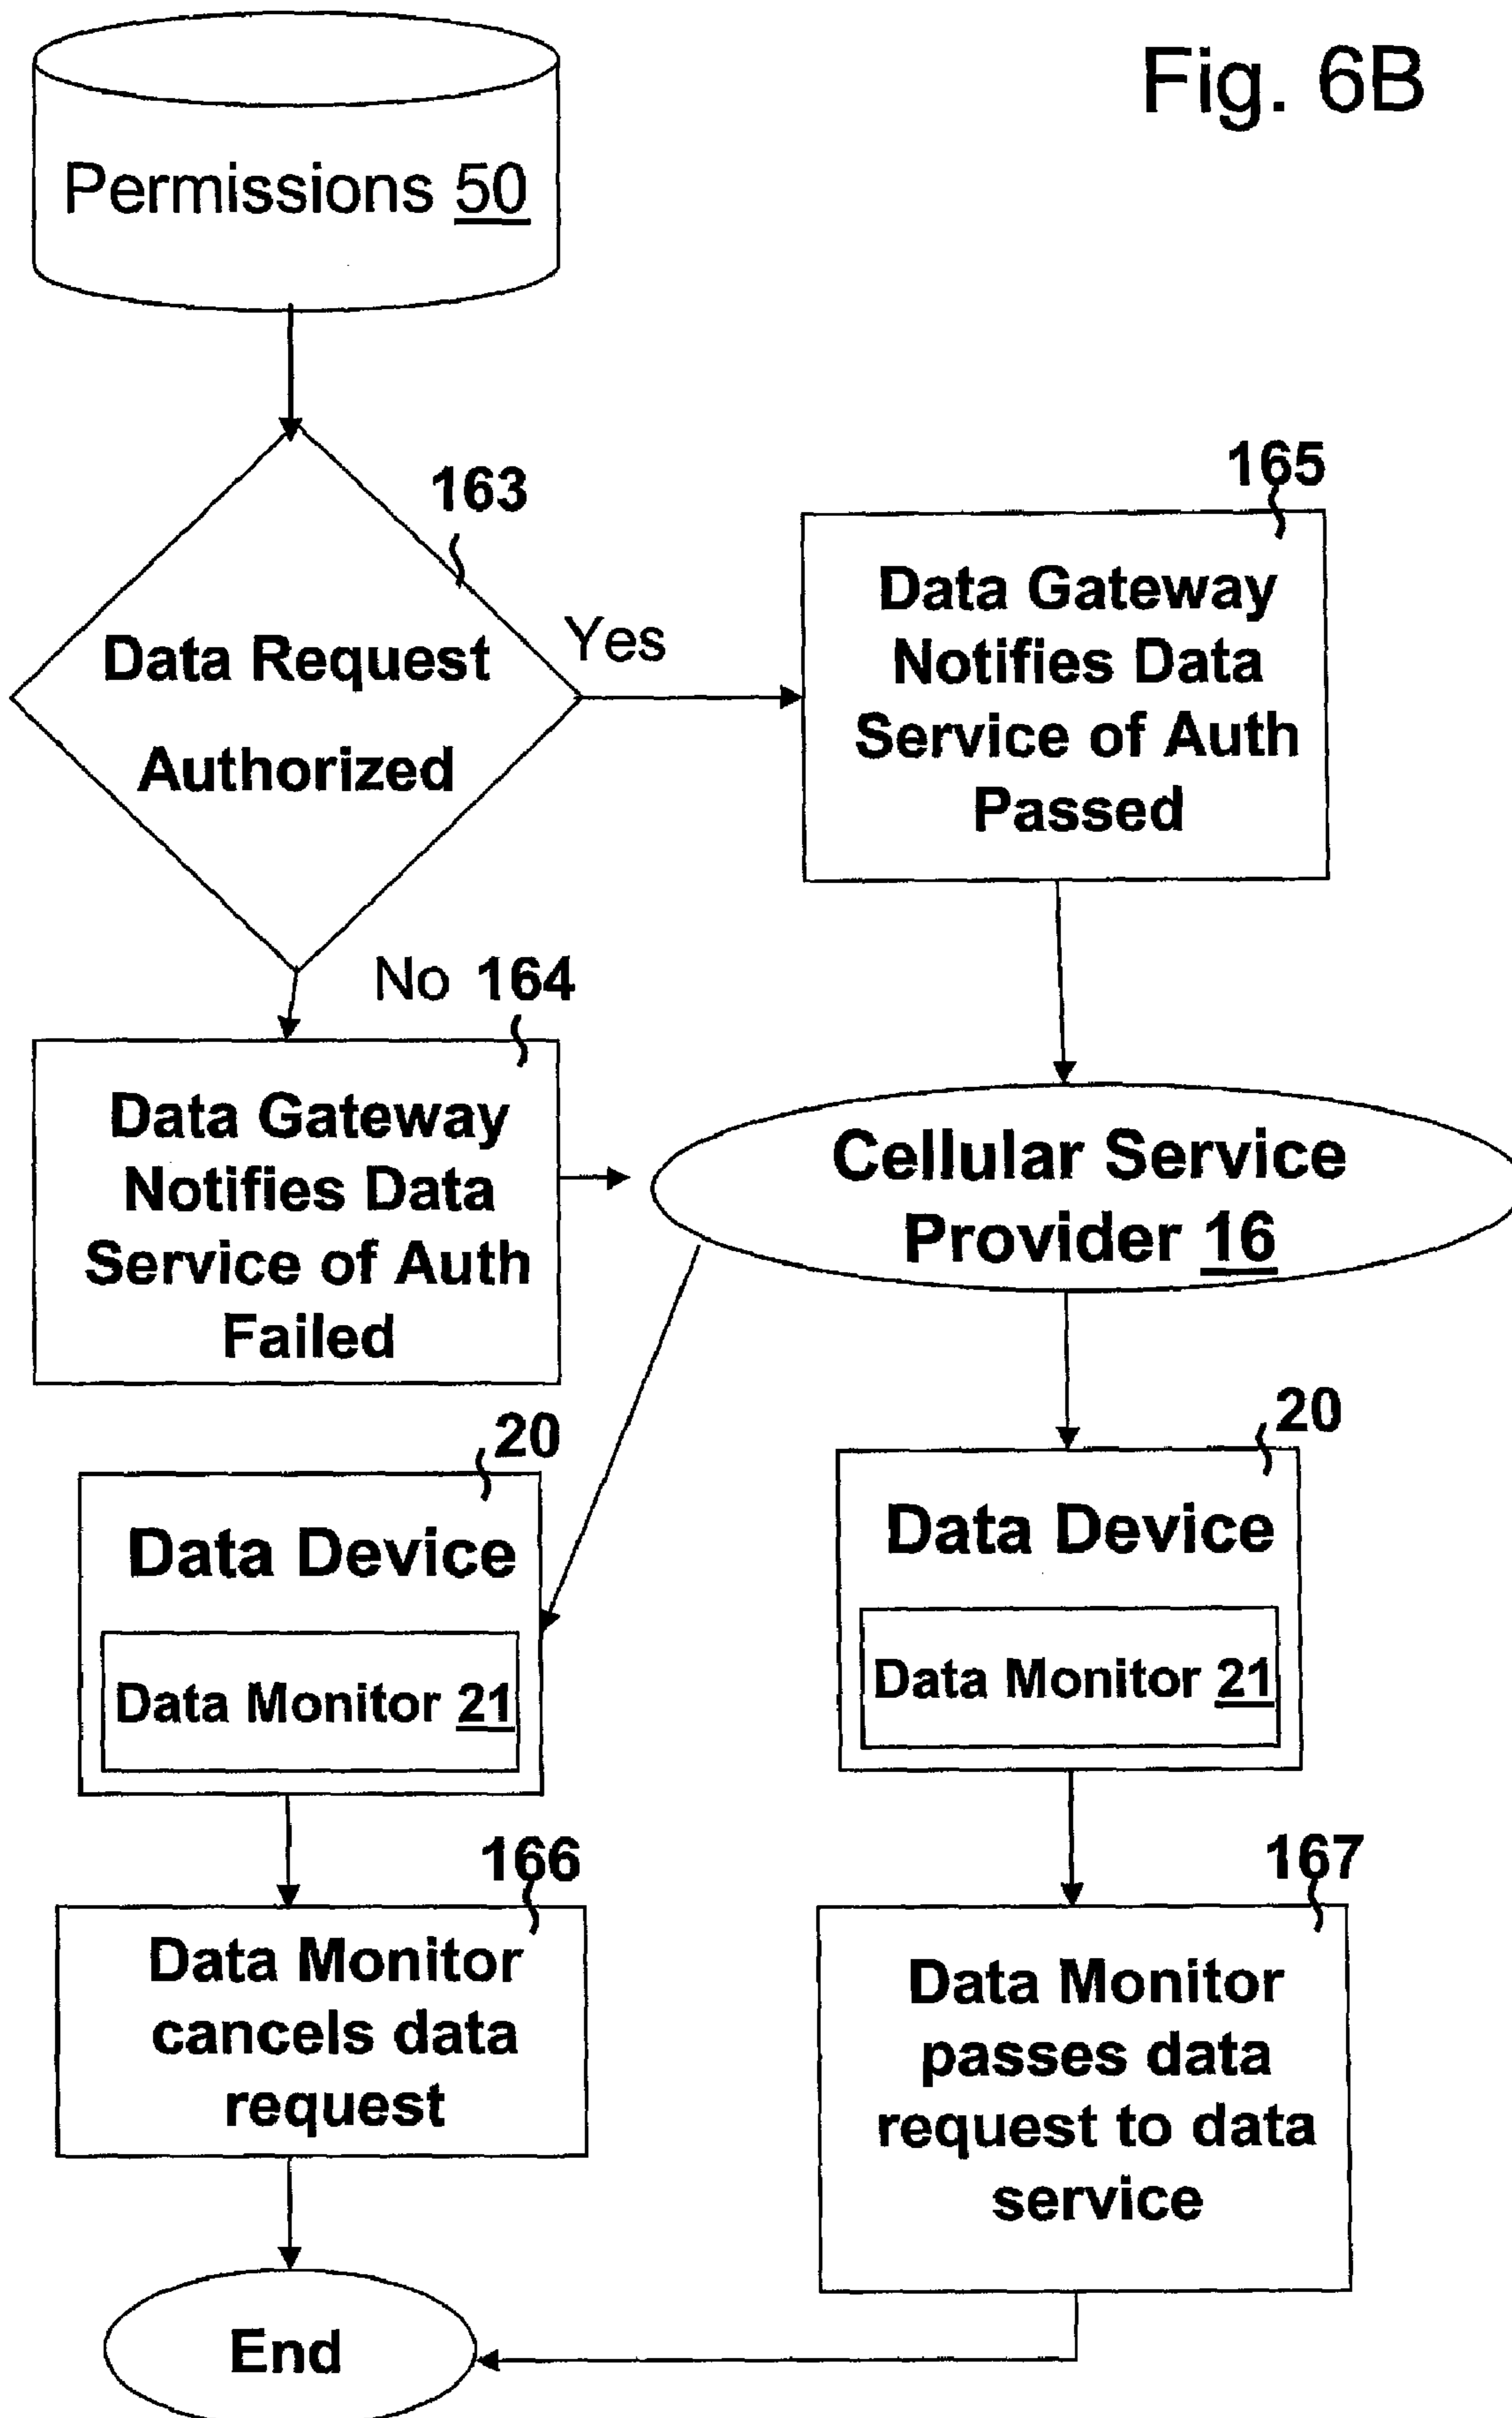 Fig. 6B
Permissions 50
163
Data Request
Authorized
Yes
165
Data Gateway
Notifies Data
Service of Auth
Passed
No 164
Data Gateway
Notifies Data
Service of Auth
Failed
Cellular Service
Provider 16
20
Data Device
Data Monitor 21
20
Data Device
Data Monitor 21
166
Data Monitor
cancels data
request
167
Data Monitor
passes data
request to data
service
End